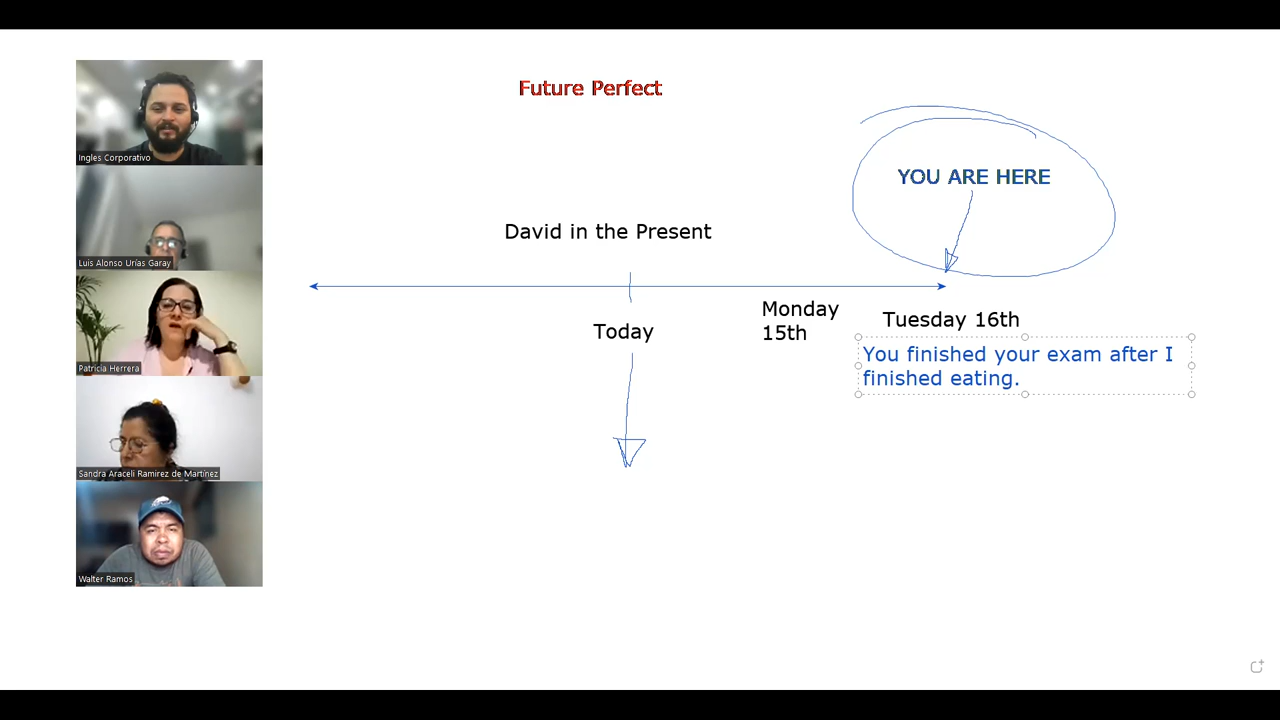 Future Perfect
YOU ARE HERE
David in the Present
Today
Monday
15th
Tuesday 16th
You finished your exam after I
finished eating.
Ingles Corporativo
Luis Alonso Urías Garay
Patricia Herrera
Sandra Araceli Ramirez de Martínez
Walter Ramos